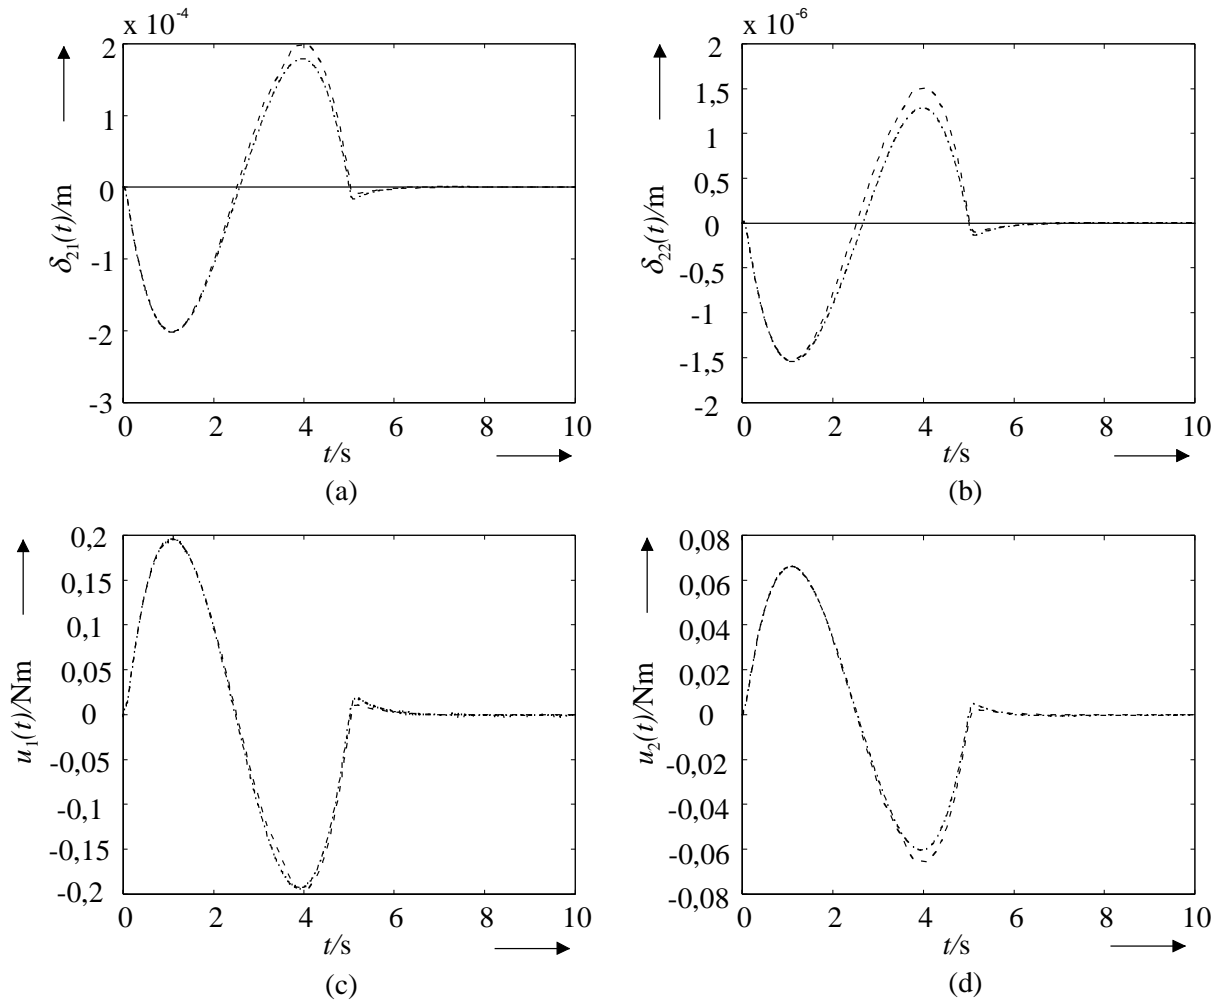 x 10-4
2
1
0
-1
-2
-3
δ21(t)/m
0 2 4 6 8 10
t/s
(a)
x 10-6
2
1,5
1
0,5
0
-0,5
-1
-1,5
-2
δ22(t)/m
0 2 4 6 8 10
t/s
(b)
0,2
0,15
0,1
0,05
0
-0,05
-0,1
-0,15
-0,2
u1(t)/Nm
0 2 4 6 8 10
t/s
(c)
0,08
0,06
0,04
0,02
0
-0,02
-0,04
-0,06
-0,08
u2(t)/Nm
0 2 4 6 8 10
t/s
(d)